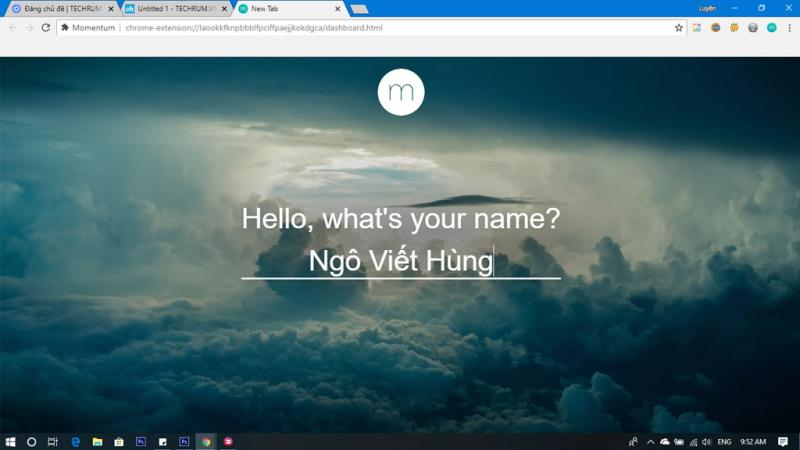 Đăng chủ đề | TECHRUM
Untitled 1 - TECHRUM.V
New Tab
Luyện
Momentum
chrome-extension://laookkfknpbbblfpciffpaejjkokdgca/dashboard.html
m
Hello, what's your name?
Ngô Viết Hùng
ENG
9:52 AM